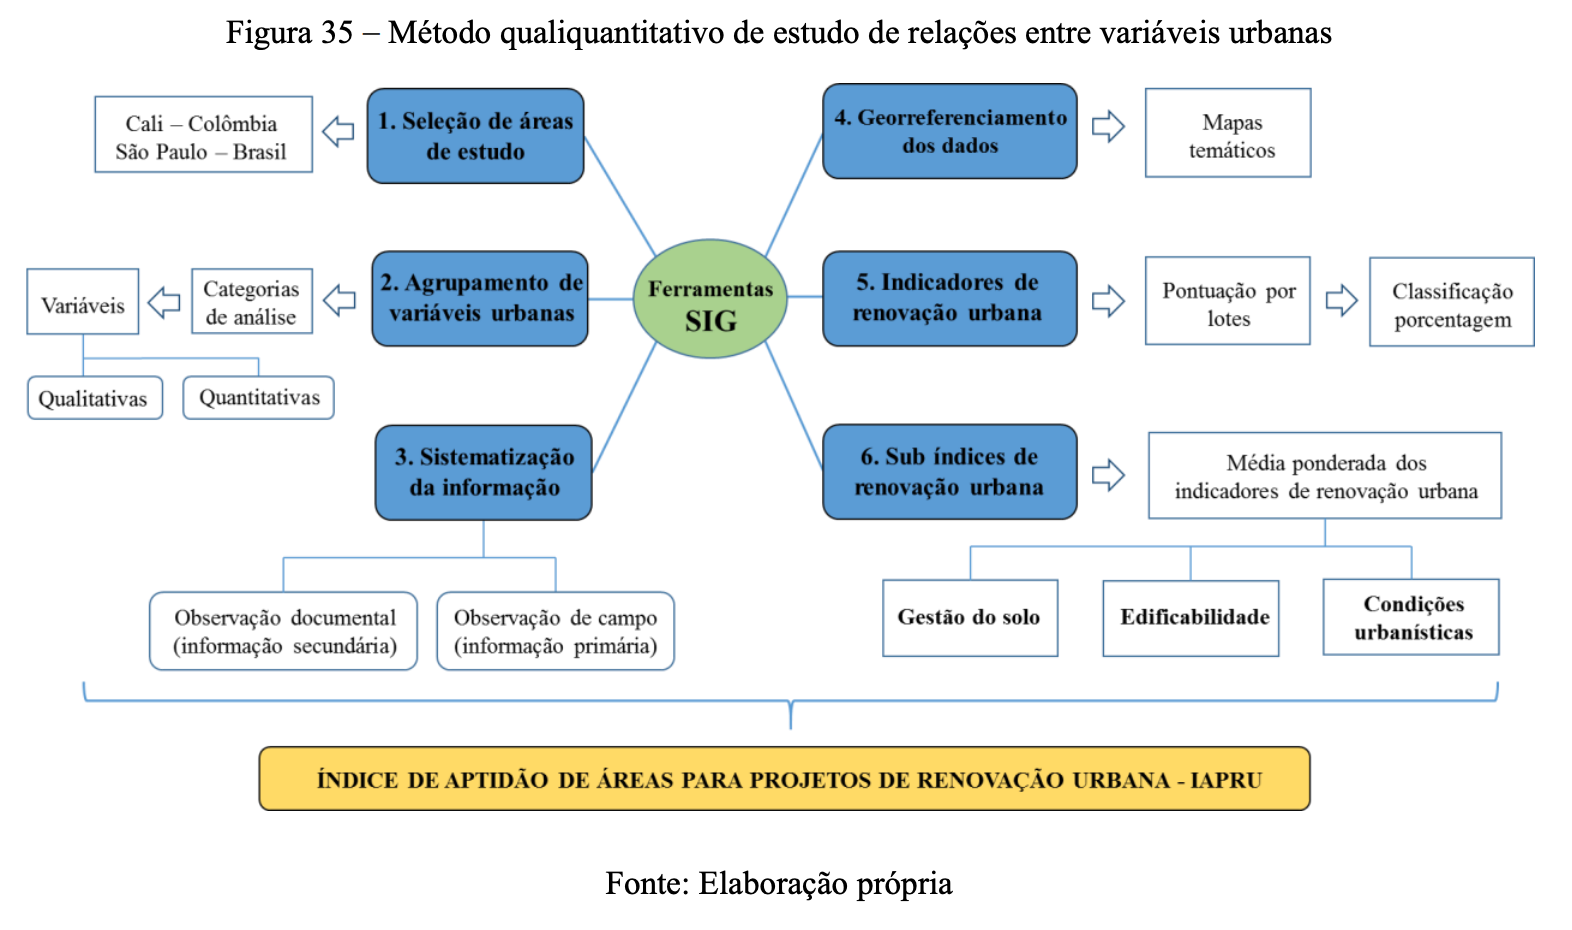 Figura 35 – Método qualiquantitativo de estudo de relações entre variáveis urbanas
Cali – Colômbia
São Paulo – Brasil
1. Seleção de áreas
de estudo
4. Georreferenciamento
dos dados
Mapas
temáticos
Variáveis
Categorias
de análise
2. Agrupamento de
variáveis urbanas
Qualitativas
Quantitativas
Ferramentas
SIG
5. Indicadores de
renovação urbana
Pontuação por
lotes
Classificação
porcentagem
3. Sistematização
da informação
Observação documental
(informação secundária)
Observação de campo
(informação primária)
6. Sub índices de
renovação urbana
Média ponderada dos
indicadores de renovação urbana
Gestão do solo
Edificabilidade
Condições
urbanísticas
ÍNDICE DE APTIDÃO DE ÁREAS PARA PROJETOS DE RENOVAÇÃO URBANA - IAPRU
Fonte: Elaboração própria